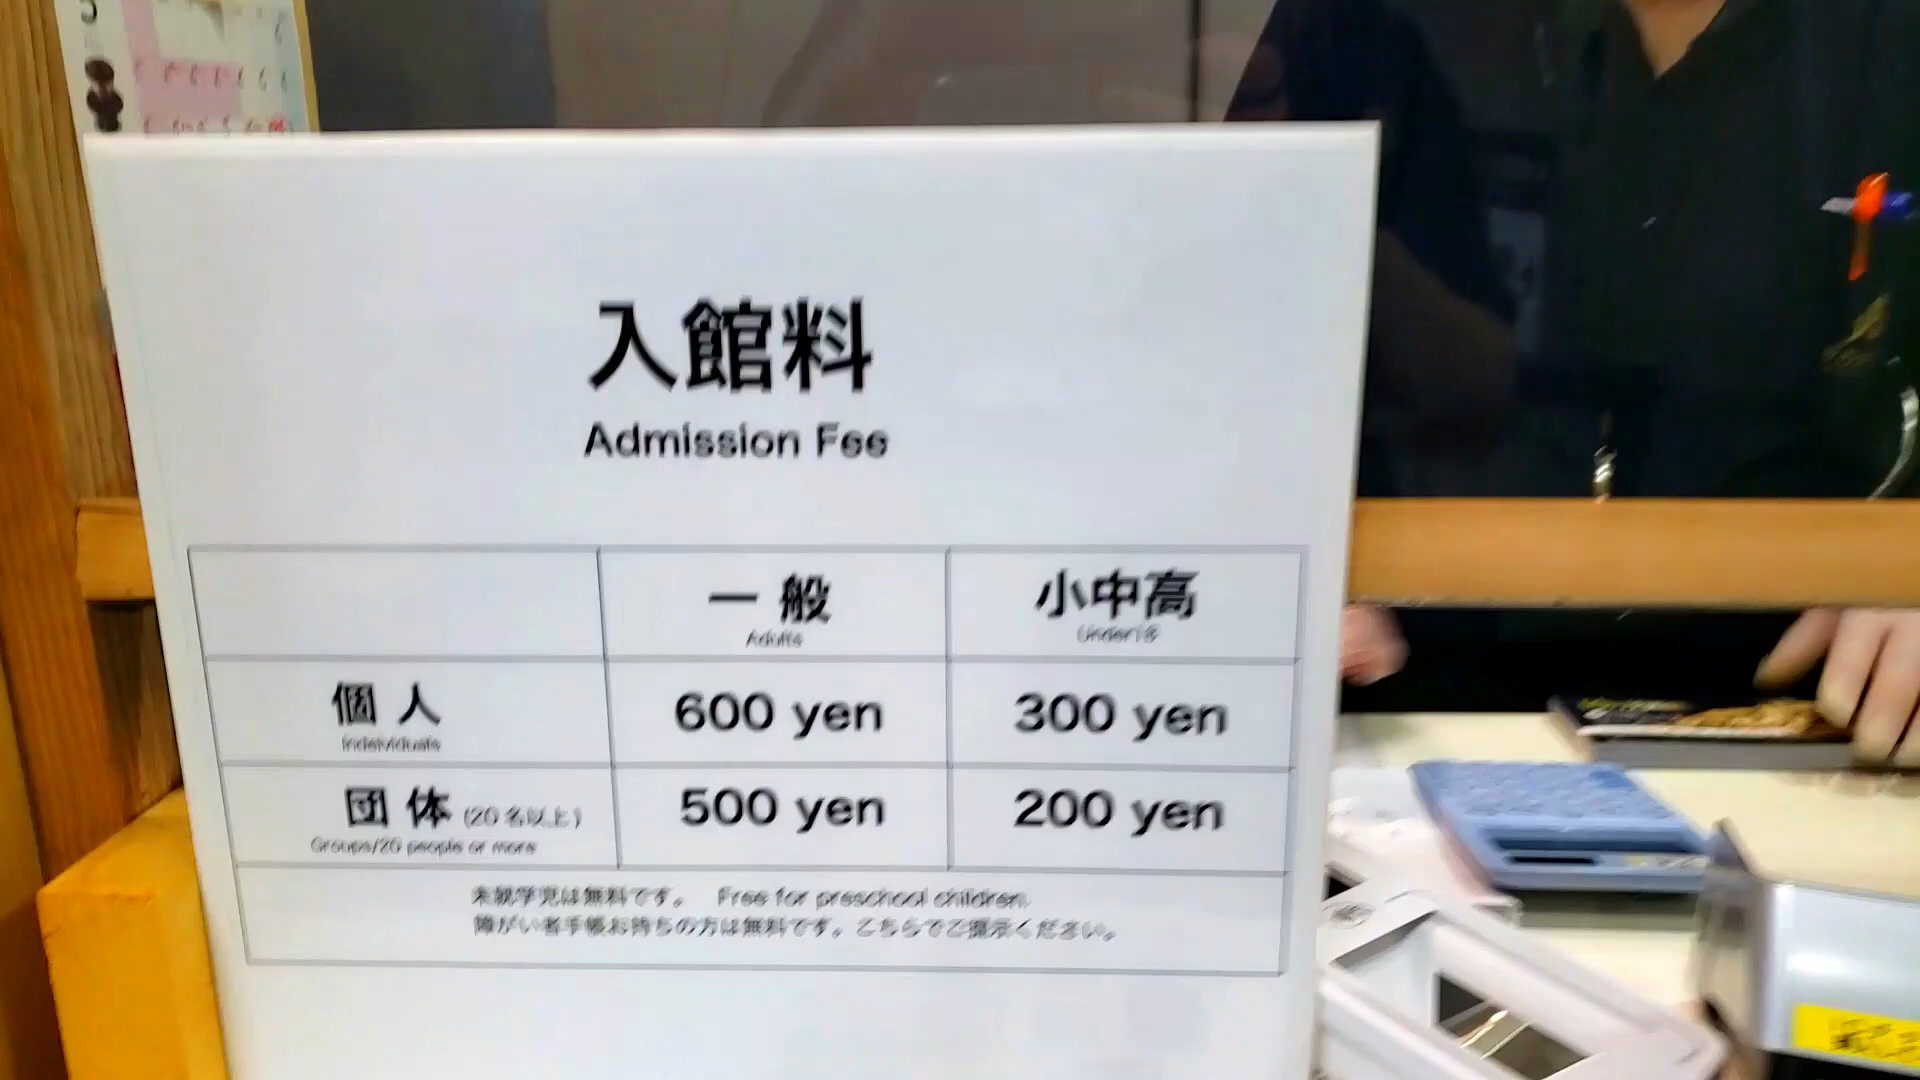 入館料
Admission Fee
一般 小中高
Adults Under18
個人 600 yen 300 yen
Individuals
団体 (20名以上) 500 yen 200 yen
Groups/20 people or more
未就学児は無料です。 Free for preschool children.
障がい者手帳お持ちの方は無料です。こちらでご提示ください。